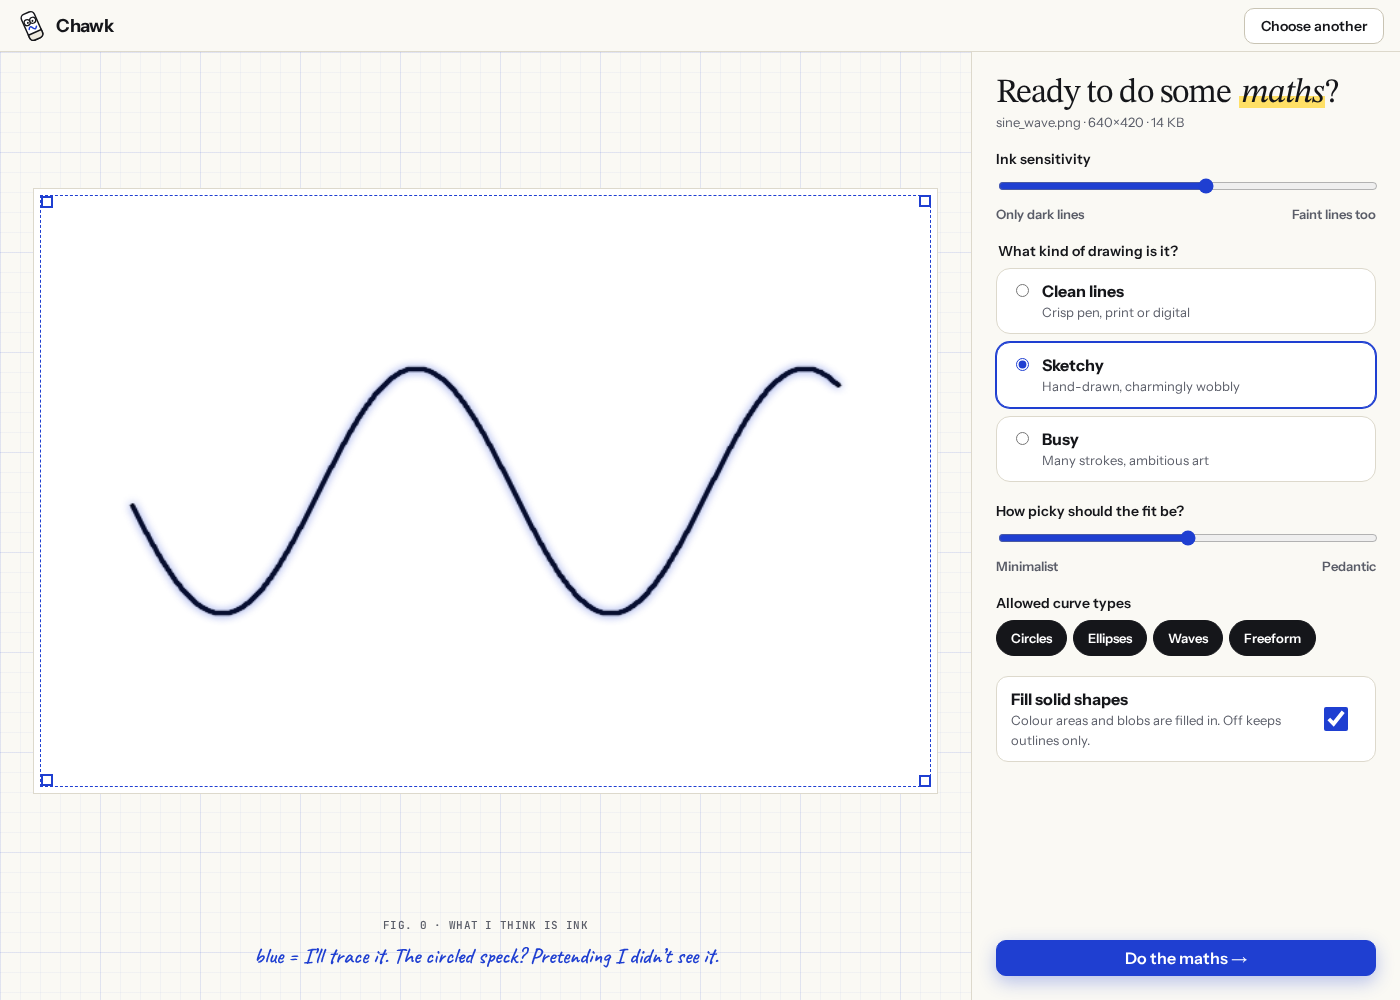 Chawk
Choose another
Ready to do some maths?
sine_wave.png · 640×420 · 14 KB
Ink sensitivity
Only dark lines
Faint lines too
What kind of drawing is it?
Clean lines
Crisp pen, print or digital
Sketchy
Hand-drawn, charmingly wobbly
Busy
Many strokes, ambitious art
How picky should the fit be?
Minimalist
Pedantic
Allowed curve types
Circles
Ellipses
Waves
Freeform
Fill solid shapes
Colour areas and blobs are filled in. Off keeps
outlines only.
FIG. 0 · WHAT I THINK IS INK
blue = I'll trace it. The circled speck? Pretending I didn't see it.
Do the maths →